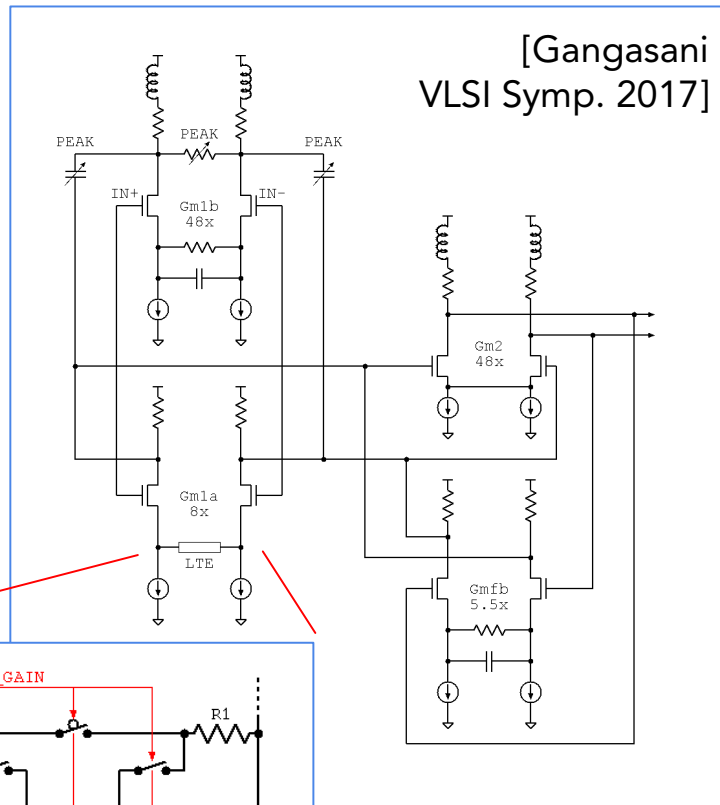 [Gangasani
VLSI Symp. 2017]
PEAK
PEAK
PEAK
IN+
IN-
Gm1b
48x
Gm2
48x
Gm1a
8x
LTE
Gmfb
5.5x
GAIN
R1